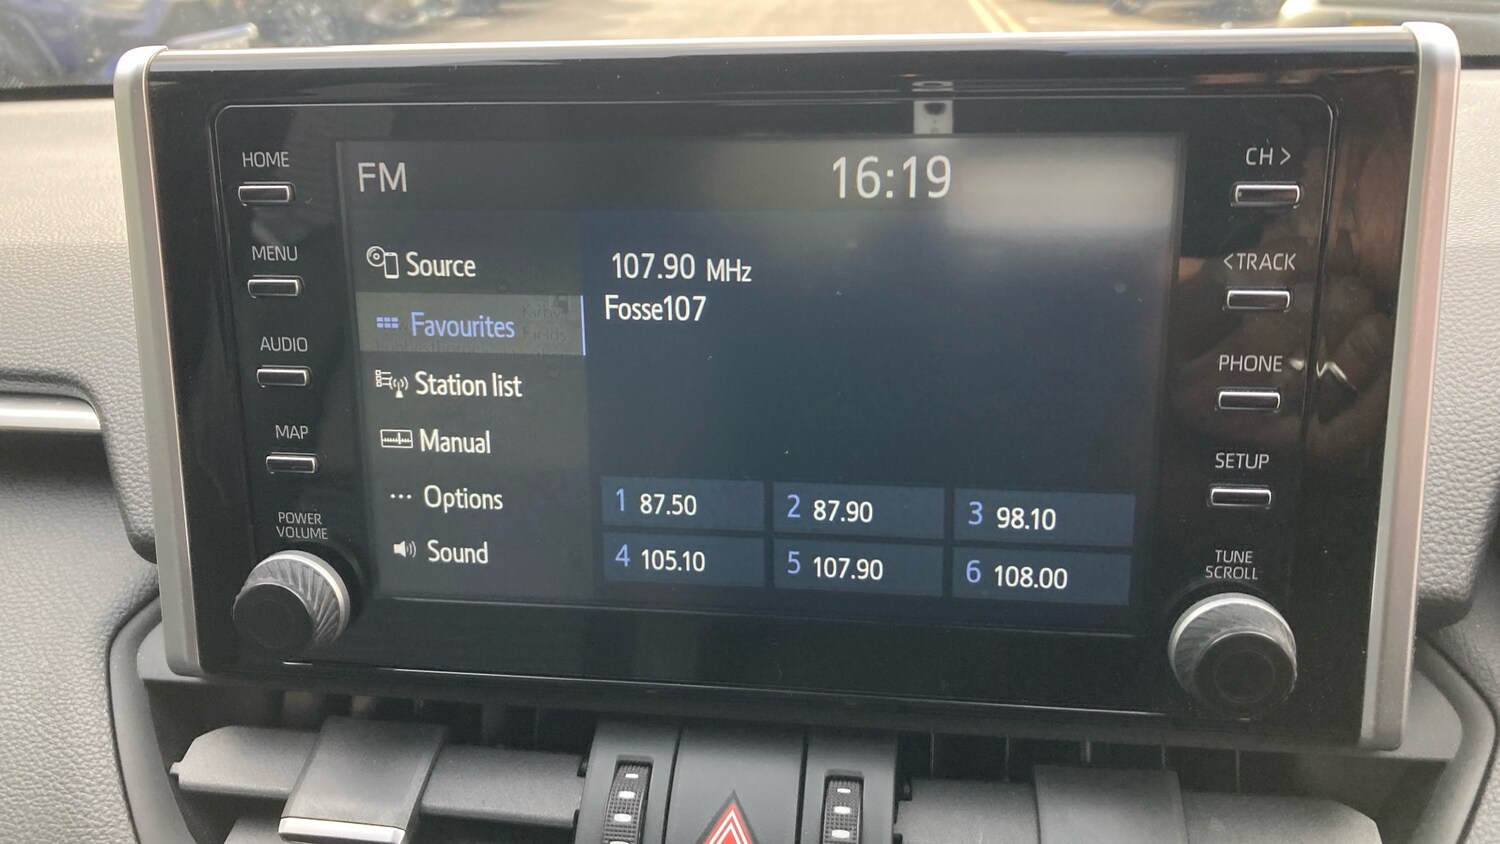 HOME
MENU
AUDIO
MAP
POWER
VOLUME
FM
16:19
Source
Favourites
Station list
Manual
... Options
Sound
107.90 MHz
Fosse107
1 87.50
2 87.90
3 98.10
4 105.10
5 107.90
6 108.00
CH >
< TRACK
PHONE
SETUP
TUNE
SCROLL